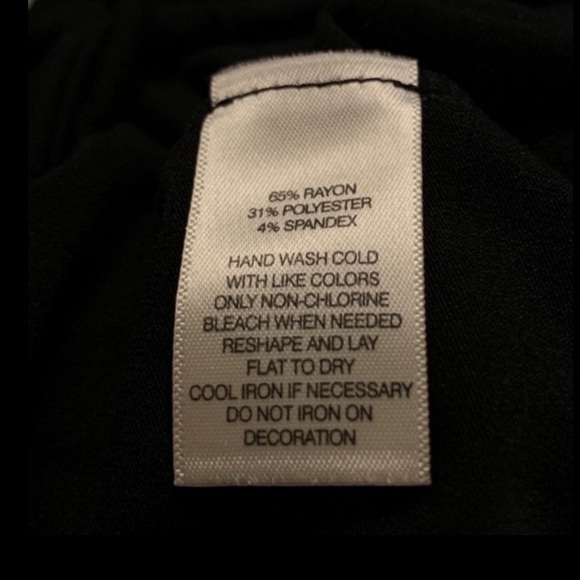 65% RAYON
31% POLYESTER
4% SPANDEX
HAND WASH COLD
WITH LIKE COLORS
ONLY NON-CHLORINE
BLEACH WHEN NEEDED
RESHAPE AND LAY
FLAT TO DRY
COOL IRON IF NECESSARY
DO NOT IRON ON
DECORATION